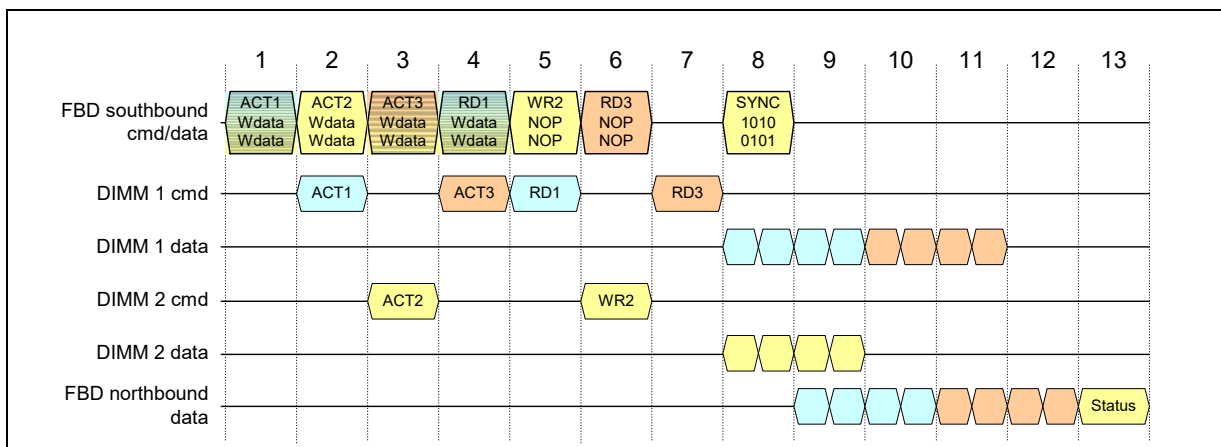 1 2 3 4 5 6 7 8 9 10 11 12 13
FBD southbound
cmd/data
ACT1 ACT2 ACT3 RD1 WR2 RD3 SYNC
Wdata Wdata Wdata Wdata NOP NOP 1010
Wdata Wdata Wdata Wdata NOP NOP 0101
DIMM 1 cmd ACT1 ACT3 RD1 RD3
DIMM 1 data
DIMM 2 cmd ACT2 WR2
DIMM 2 data
FBD northbound
data
Status